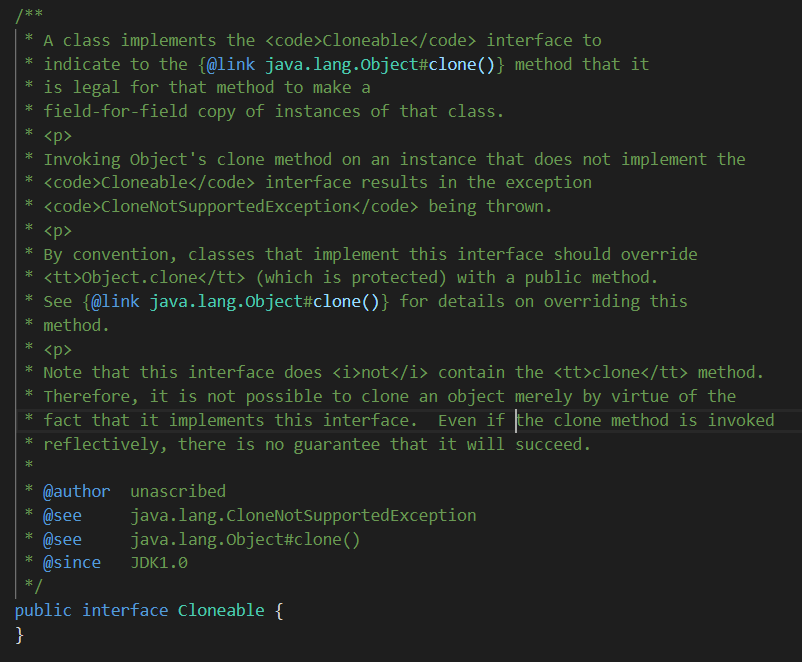 /**
 * A class implements the <code>Cloneable</code> interface to
 * indicate to the {@link java.lang.Object#clone()} method that it
 * is legal for that method to make a
 * field-for-field copy of instances of that class.
 * <p>
 * Invoking Object's clone method on an instance that does not implement the
 * <code>Cloneable</code> interface results in the exception
 * <code>CloneNotSupportedException</code> being thrown.
 * <p>
 * By convention, classes that implement this interface should override
 * <tt>Object.clone</tt> (which is protected) with a public method.
 * See {@link java.lang.Object#clone()} for details on overriding this
 * method.
 * <p>
 * Note that this interface does <i>not</i> contain the <tt>clone</tt> method.
 * Therefore, it is not possible to clone an object merely by virtue of the
 * fact that it implements this interface.  Even if the clone method is invoked
 * reflectively, there is no guarantee that it will succeed.
 *
 * @author  unascribed
 * @see     java.lang.CloneNotSupportedException
 * @see     java.lang.Object#clone()
 * @since   JDK1.0
 */
public interface Cloneable {
}